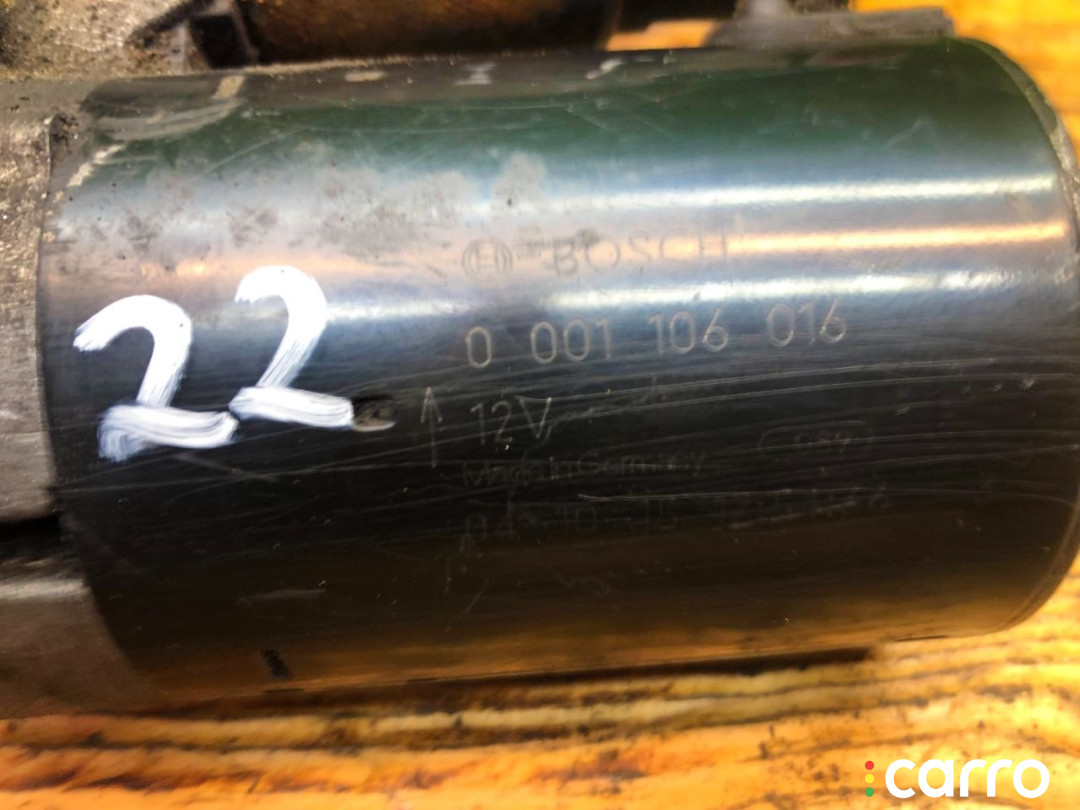 22
BOSCH
0 001 106 016
12V
Made in Germany
carro